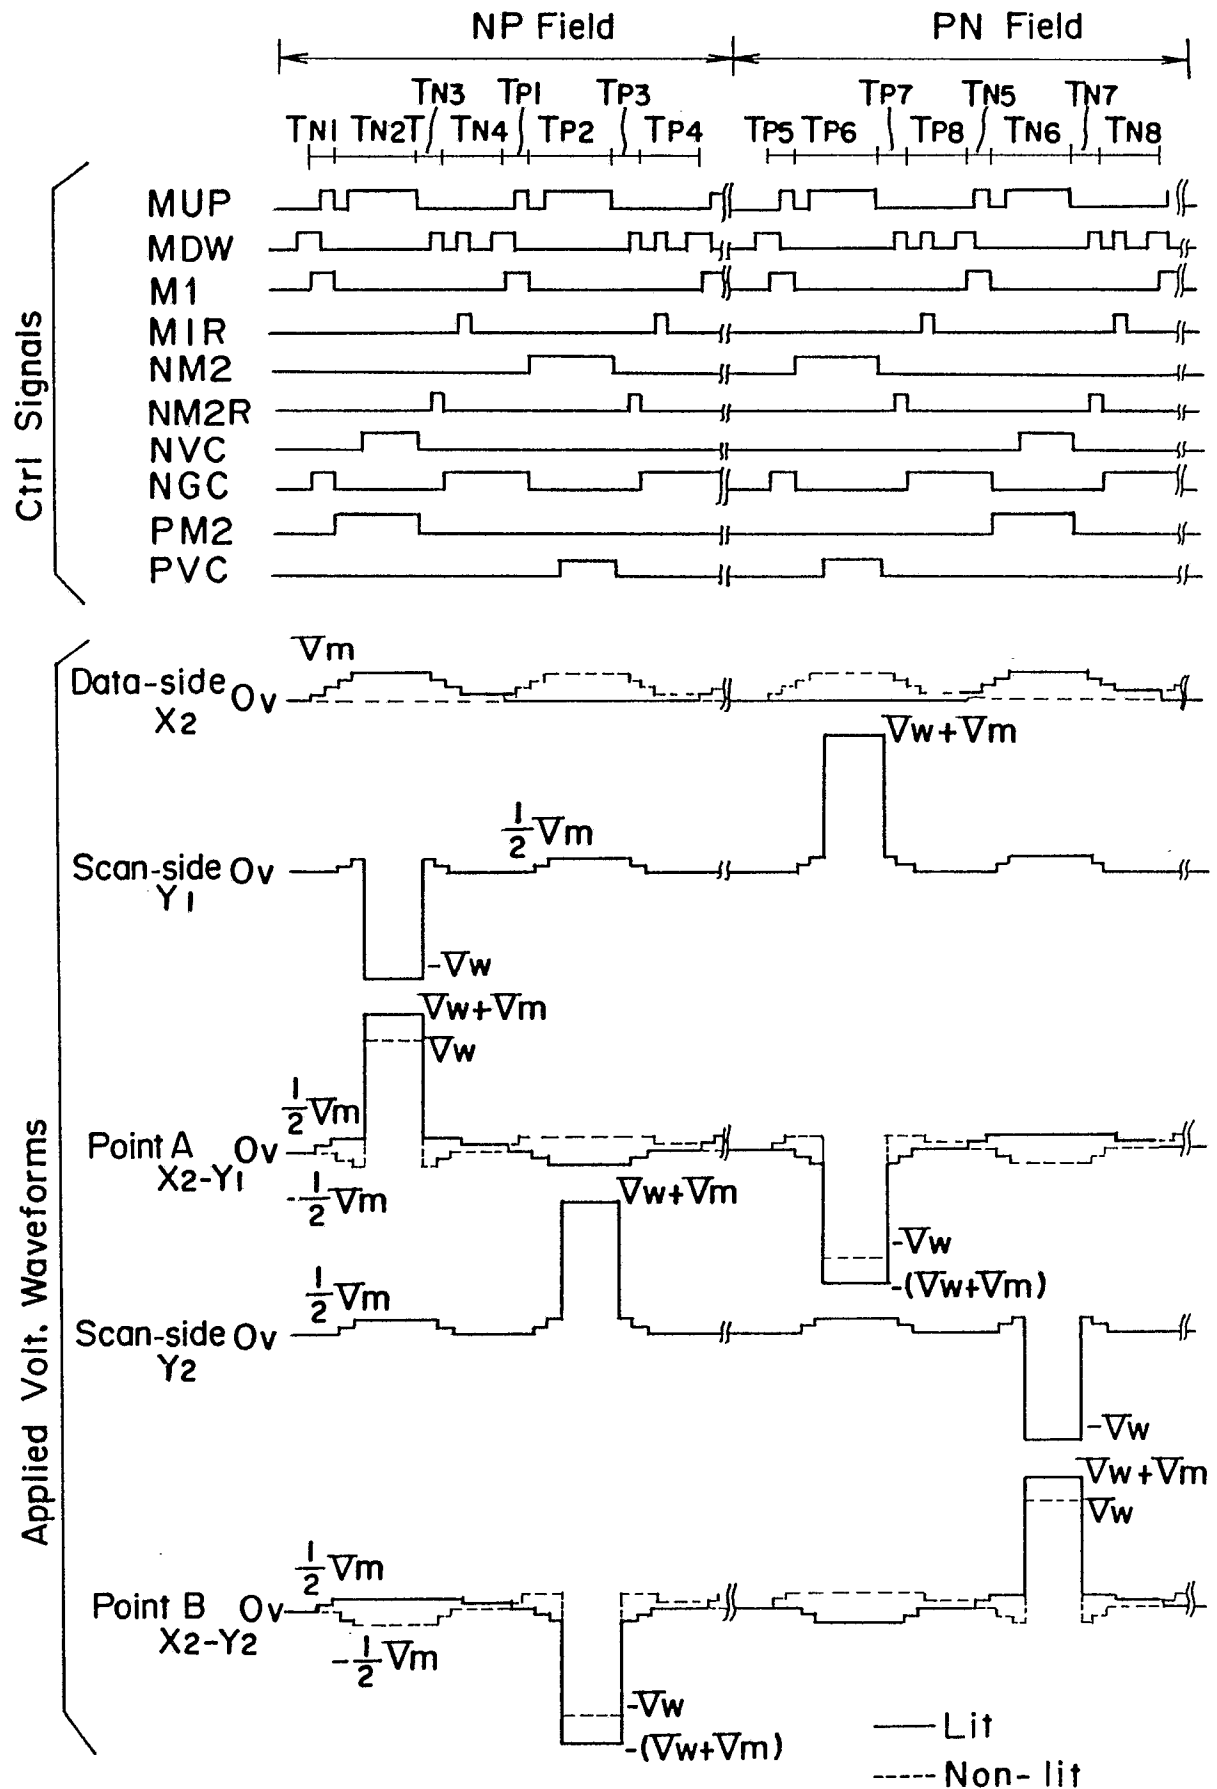 NP Field PN Field
TN3 TP1 TP3 TP7 TN5 TN7
TN1 TN2T TN4 TP2 TP4 TP5 TP6 TP8 TN6 TN8
Ctrl Signals
MUP
MDW
M1
MIR
NM2
NM2R
NVC
NGC
PM2
PVC
Applied Volt. Waveforms
Vm
Data-side 0v
X2
Vw+Vm
1/2 Vm
Scan-side 0v
Y1
-Vw
Vw+Vm
Vw
1/2 Vm
Point A 0v
X2-Y1
-1/2 Vm
Vw+Vm
-Vw
-(Vw+Vm)
1/2 Vm
Scan-side 0v
Y2
-Vw
Vw+Vm
Vw
1/2 Vm
Point B 0v
X2-Y2
-1/2 Vm
-Vw
-(Vw+Vm)
Lit
Non-lit